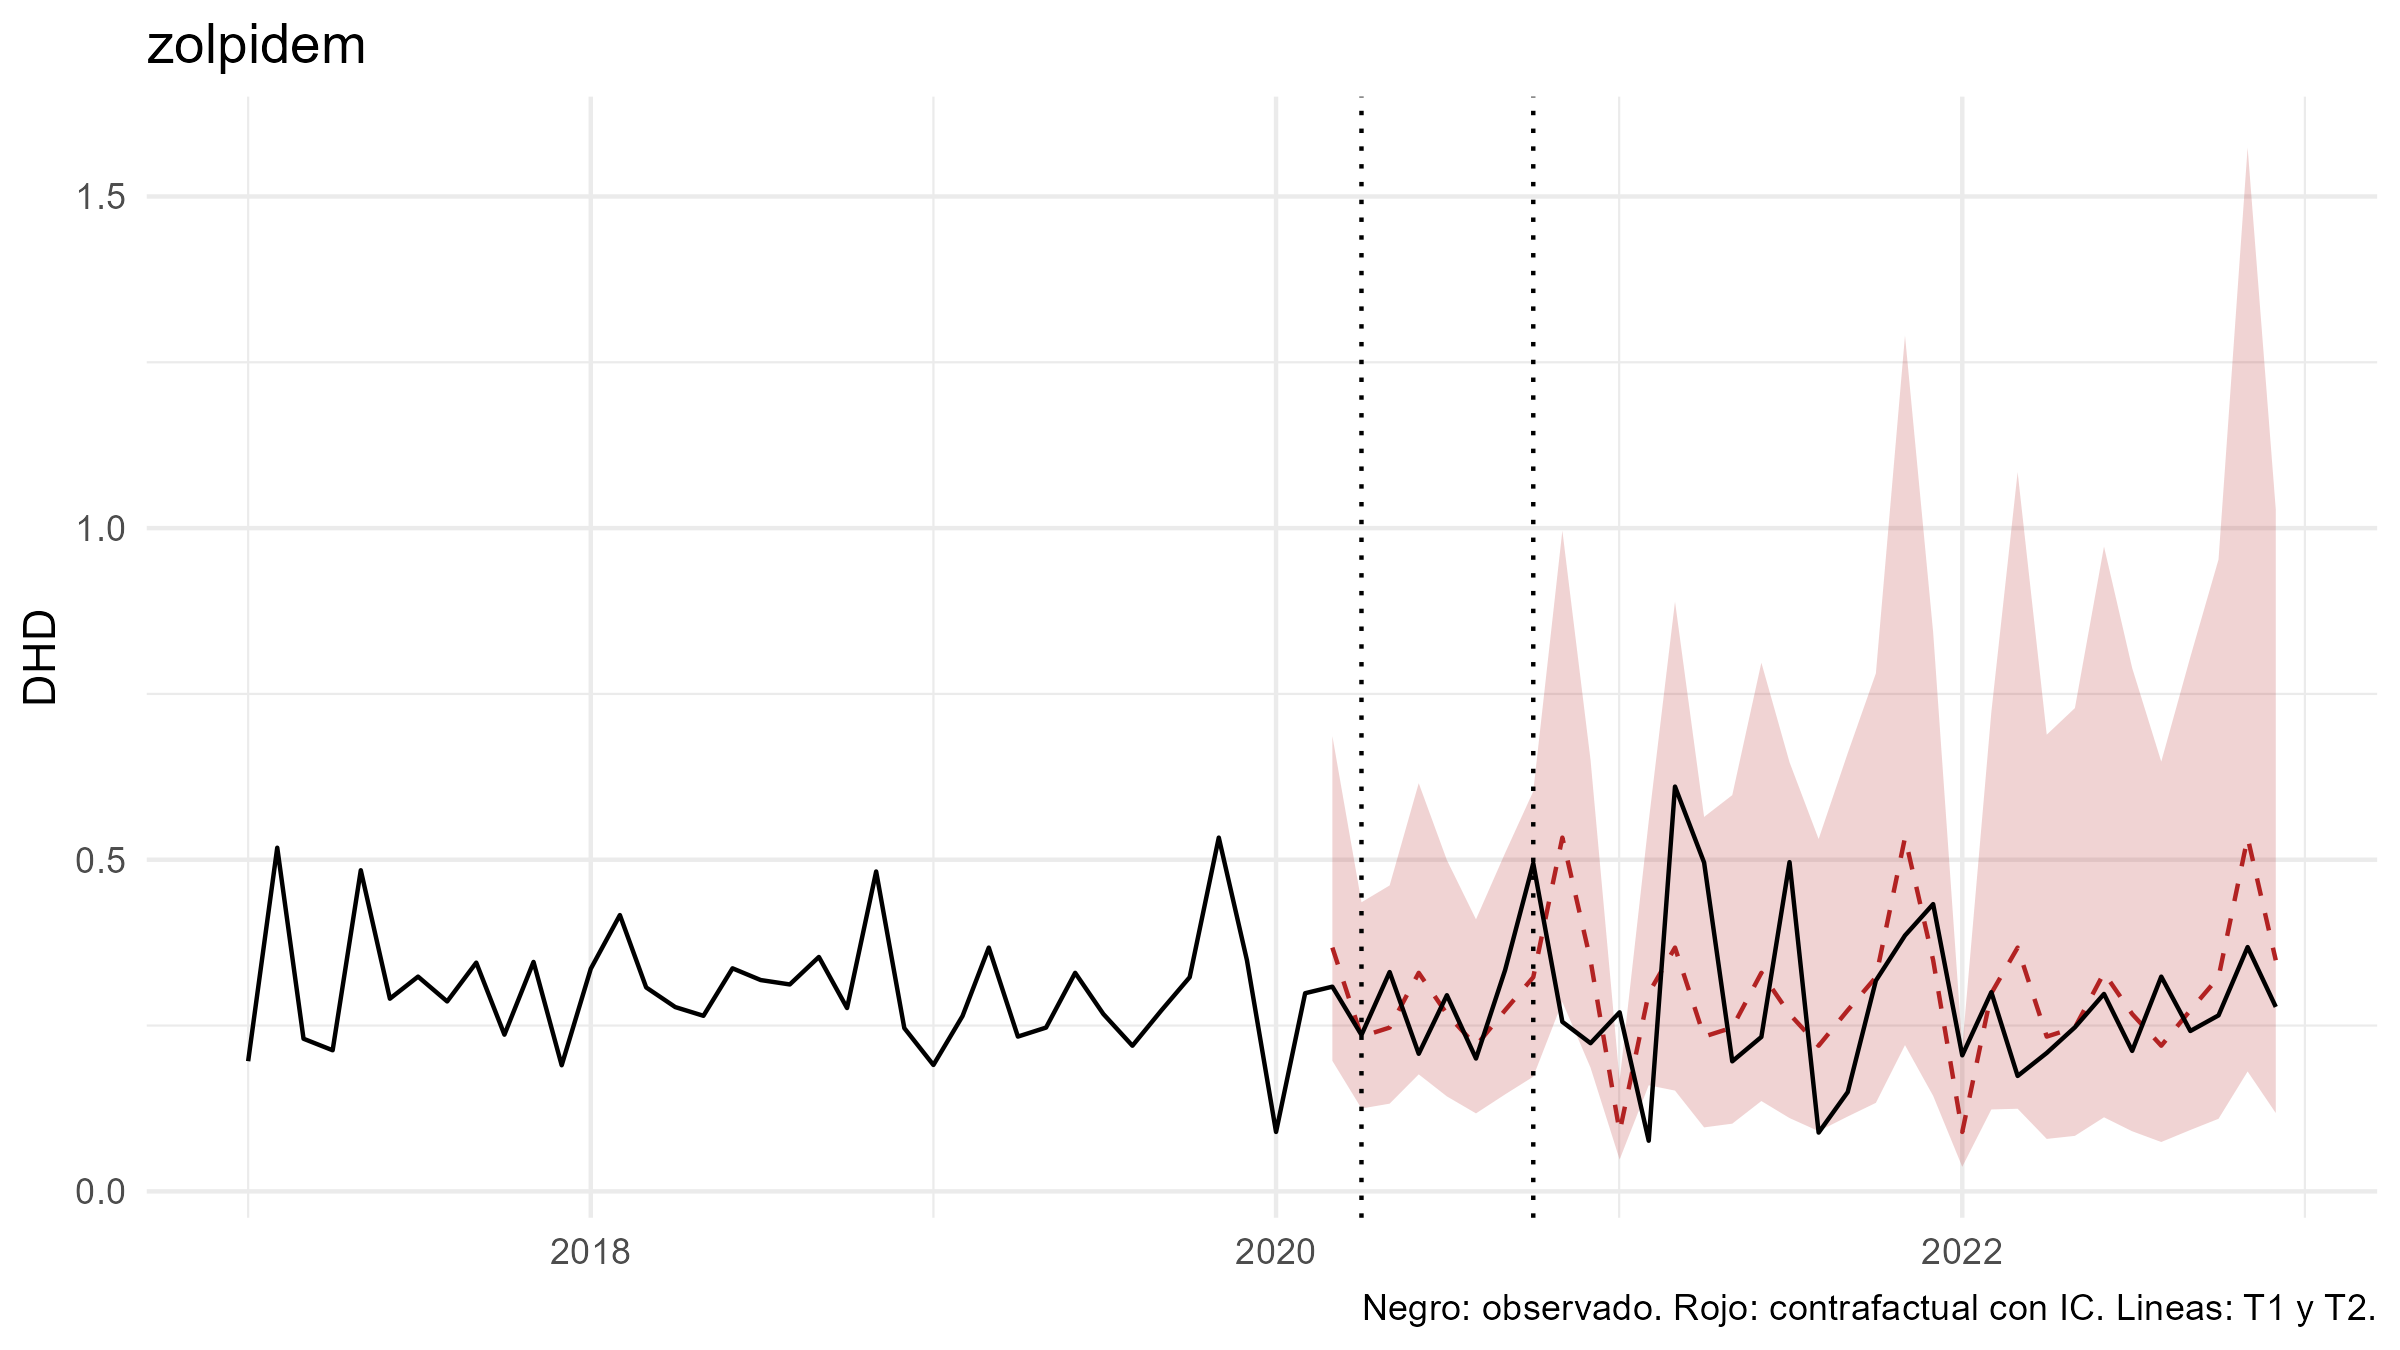 zolpidem
DHD
1.5
1.0
0.5
0.0
2018
2020
2022
Negro: observado. Rojo: contrafactual con IC. Lineas: T1 y T2.